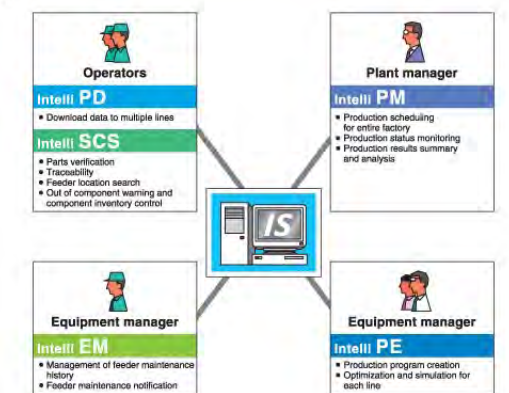 Operators
Intelli PD
• Download data to multiple lines
Intelli SCS
• Parts verification
• Traceability
• Feeder location search
• Out of component warning and
component inventory control
Plant manager
Intelli PM
• Production scheduling
for entire factory
• Production status monitoring
• Production results summary
and analysis
IS
Equipment manager
Intelli EM
• Management of feeder maintenance
history
• Feeder maintenance notification
Equipment manager
Intelli PE
• Production program creation
• Optimization and simulation for
each line